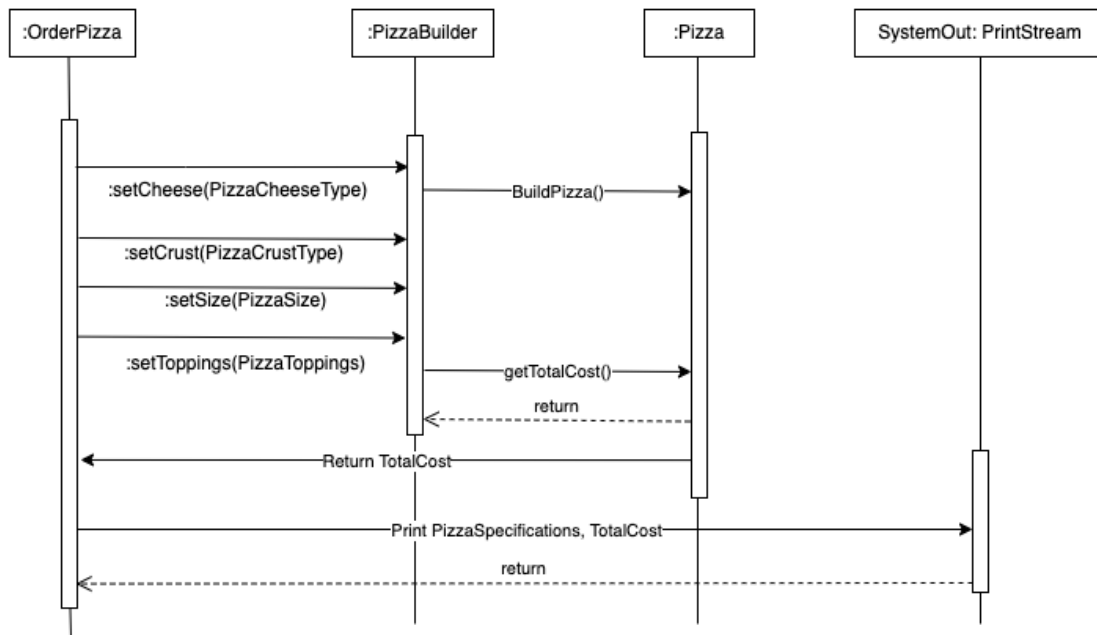 :OrderPizza
:PizzaBuilder
:Pizza
SystemOut: PrintStream
:setCheese(PizzaCheeseType)
BuildPizza()
:setCrust(PizzaCrustType)
:setSize(PizzaSize)
:setToppings(PizzaToppings)
getTotalCost()
return
Return TotalCost
Print PizzaSpecifications, TotalCost
return